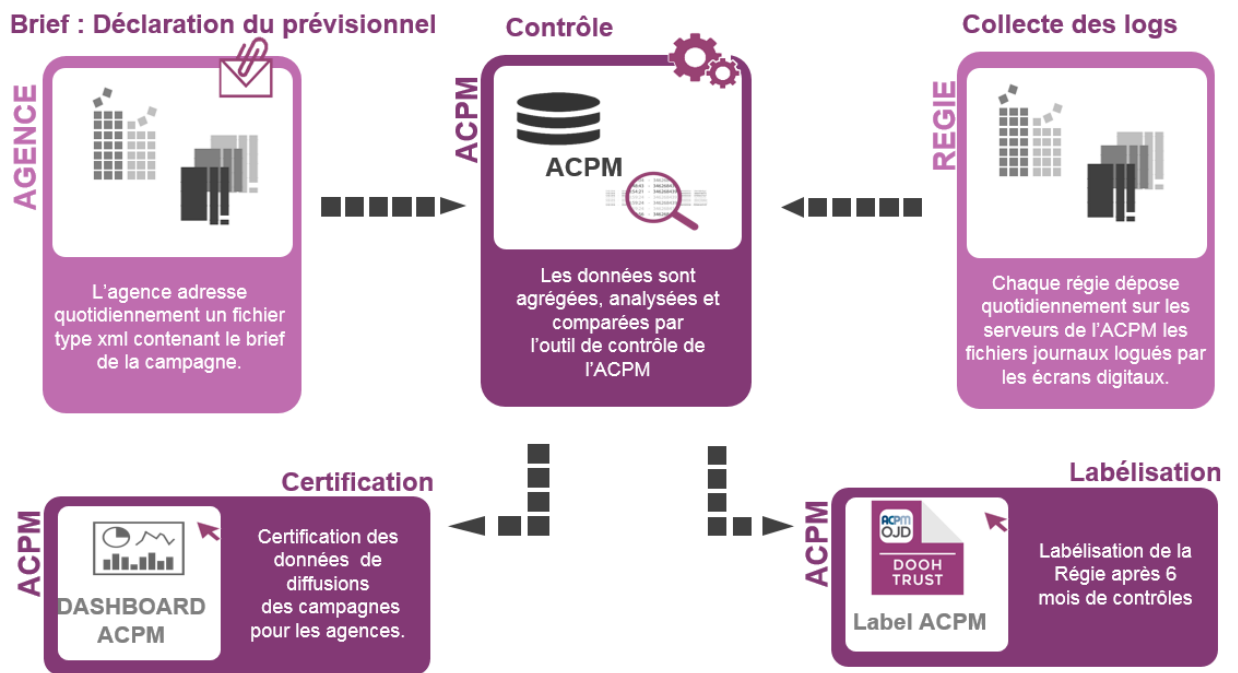 Brief : Déclaration du prévisionnel
AGENCE
L'agence adresse
quotidiennement un fichier
type xml contenant le brief
de la campagne.
Contrôle
ACPM
ACPM
Les données sont
agrégées, analysées et
comparées par
l'outil de contrôle de
l'ACPM
Collecte des logs
REGIE
Chaque régie dépose
quotidiennement sur les
serveurs de l'ACPM les
fichiers journaux logués par
les écrans digitaux.
Certification
ACPM
DASHBOARD
ACPM
Certification des
données de
diffusions
des campagnes
pour les agences.
Labélisation
ACPM
ACPM
OJD
DOOH
TRUST
Label ACPM
Labélisation de la
Régie après 6
mois de contrôles